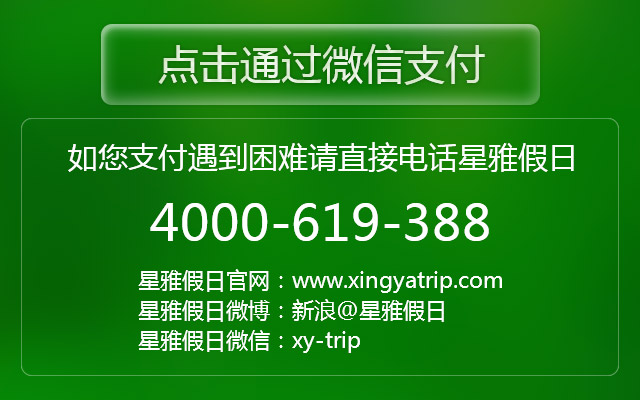 点击通过微信支付
如您支付遇到困难请直接电话星雅假日
4000-619-388
星雅假日官网：www.xingyatrip.com
星雅假日微博：新浪@星雅假日
星雅假日微信：xy-trip